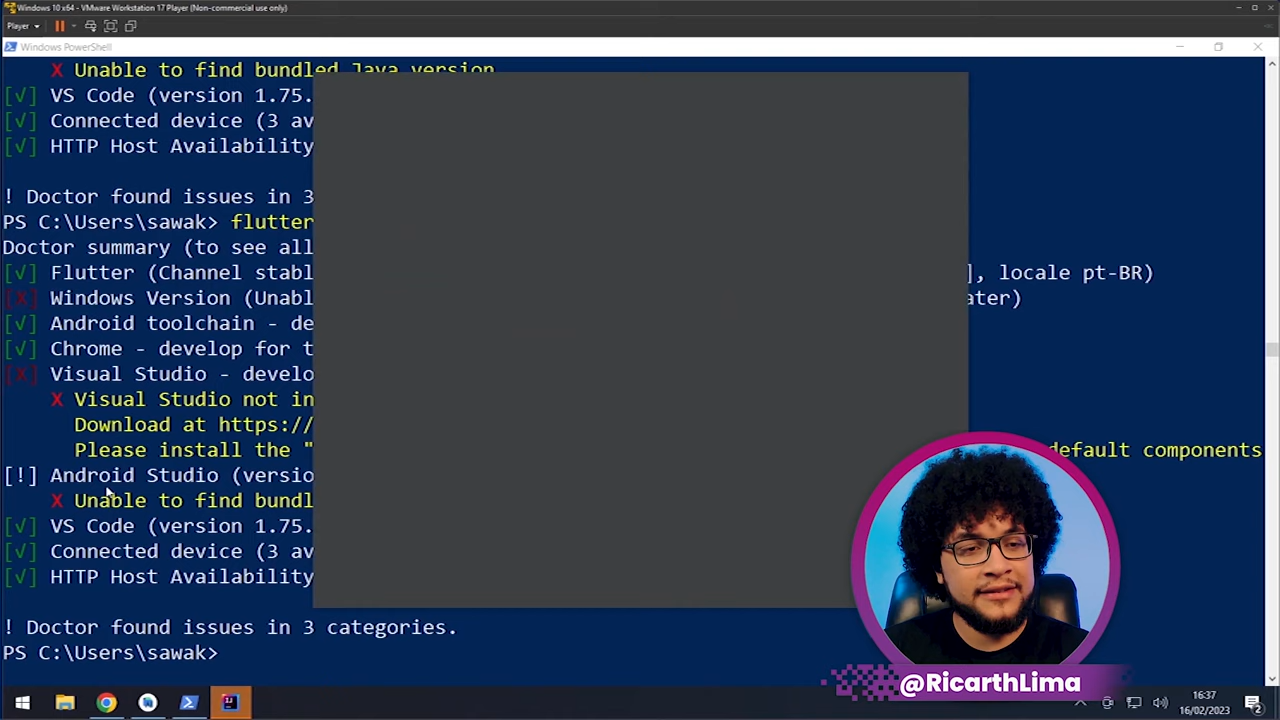 Windows 10 x64 - VMware Workstation 17 Player (Non-commercial use only)
Player
Windows PowerShell
X Unable to find bundled Java version
[√] VS Code (version 1.75.
[√] Connected device (3 av
[√] HTTP Host Availability
! Doctor found issues in 3
PS C:\Users\sawak> flutter
Doctor summary (to see all
[√] Flutter (Channel stabl ], locale pt-BR)
[X] Windows Version (Unabl ater)
[√] Android toolchain - de
[√] Chrome - develop for t
[X] Visual Studio - develo
X Visual Studio not in
Download at https://
Please install the " default components
[!] Android Studio (versio
X Unable to find bundl
[√] VS Code (version 1.75.
[√] Connected device (3 av
[√] HTTP Host Availability
! Doctor found issues in 3 categories.
PS C:\Users\sawak>
@RicarthLima
16:37
16/02/2023
2